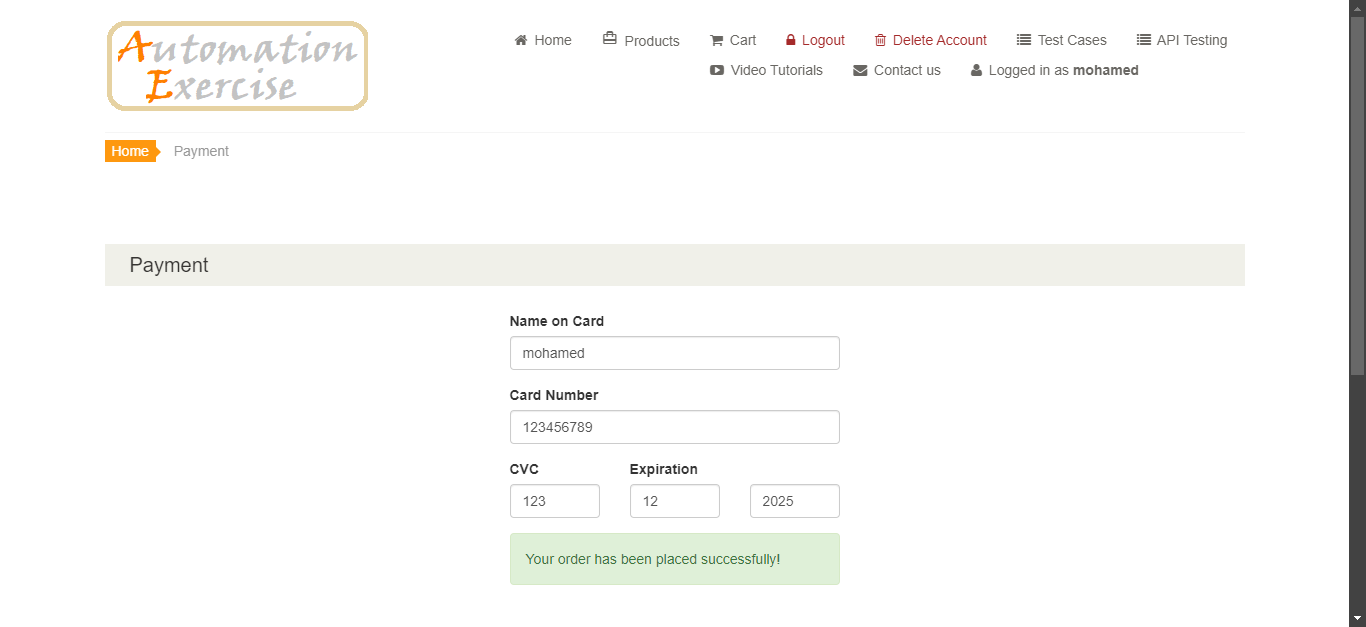 Automation
Exercise
Home Products Cart Logout Delete Account Test Cases API Testing
Video Tutorials Contact us Logged in as mohamed
Home Payment
Payment
Name on Card
mohamed
Card Number
123456789
CVC Expiration
123 12 2025
Your order has been placed successfully!